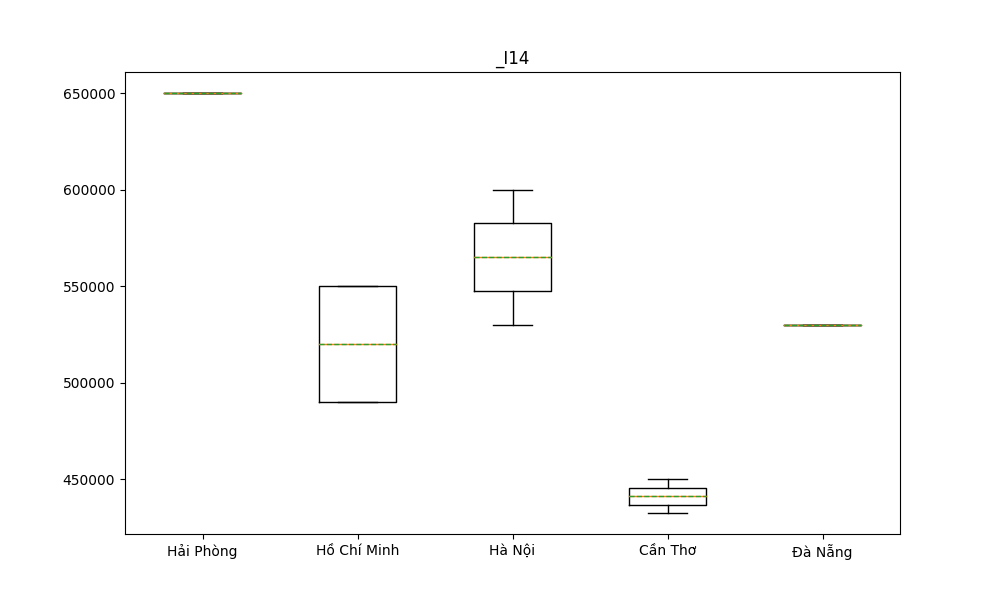 _I14
650000
600000
550000
500000
450000
Hải Phòng
Hồ Chí Minh
Hà Nội
Cần Thơ
Đà Nẵng